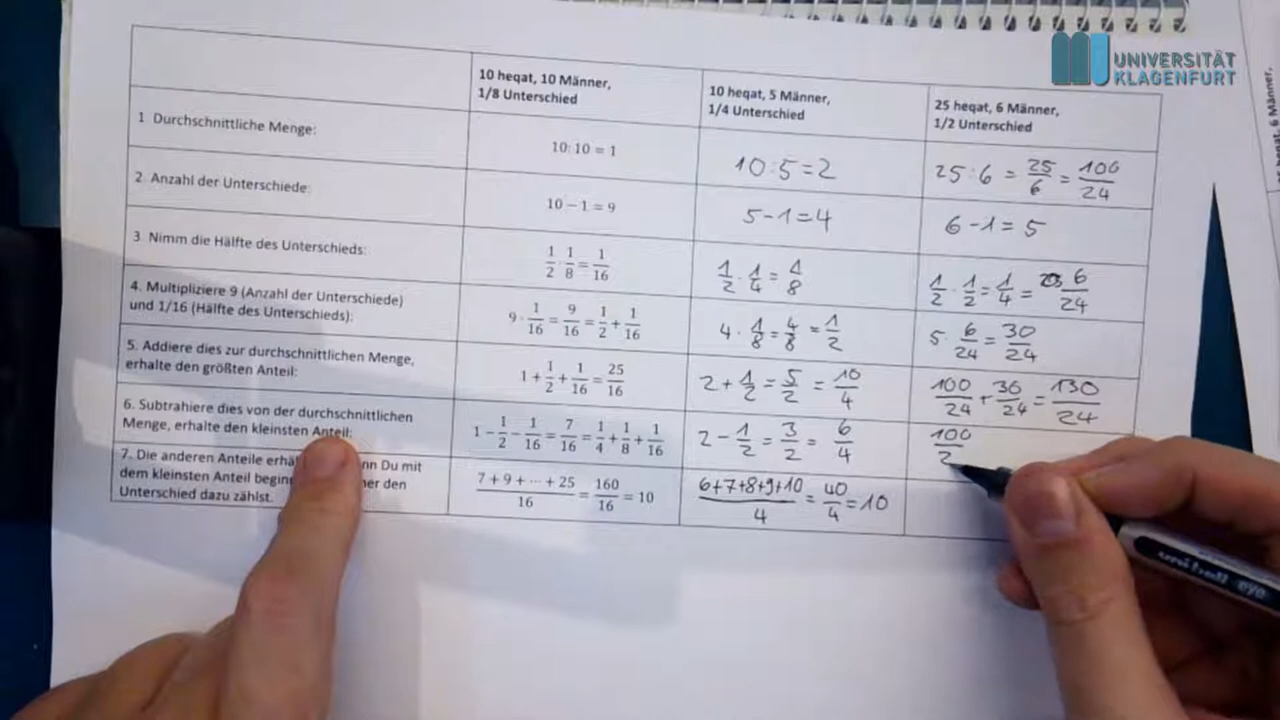 UNIVERSITÄT
KLAGENFURT
10 heqat, 10 Männer,
1/8 Unterschied
10 heqat, 5 Männer,
1/4 Unterschied
25 heqat, 6 Männer,
1/2 Unterschied
1 Durchschnittliche Menge:
10: 10 = 1
10:5=2
25:6 = 25/6 = 100/24
2. Anzahl der Unterschiede:
10 − 1 = 9
5-1=4
6-1=5
3 Nimm die Hälfte des Unterschieds:
1/2 · 1/8 = 1/16
1/2 · 1/4 = 1/8
1/2 · 1/2 = 1/4 = 6/24
4. Multipliziere 9 (Anzahl der Unterschiede)
und 1/16 (Hälfte des Unterschieds):
9 · 1/16 = 9/16 = 1/2 + 1/16
4 · 1/8 = 4/8 = 1/2
5 · 6/24 = 30/24
5. Addiere dies zur durchschnittlichen Menge,
erhalte den größten Anteil:
1 + 1/2 + 1/16 = 25/16
2 + 1/2 = 5/2 = 10/4
100/24 + 30/24 = 130/24
6. Subtrahiere dies von der durchschnittlichen
Menge, erhalte den kleinsten Anteil:
1 − 1/2 − 1/16 = 7/16 = 1/4 + 1/8 + 1/16
2 - 1/2 = 3/2 = 6/4
100/2
7. Die anderen Anteile Du mit
dem kleinsten Anteil den
Unterschied dazu zählst.
7 + 9 + ··· + 25/16 = 160/16 = 10
6+7+8+9+10/4 = 40/4 = 10